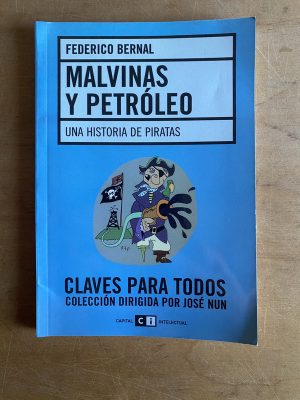 FEDERICO BERNAL
MALVINAS
Y PETRÓLEO
UNA HISTORIA DE PIRATAS
CLAVES PARA TODOS
COLECCIÓN DIRIGIDA POR JOSÉ NUN
CAPITAL Ci INTELECTUAL